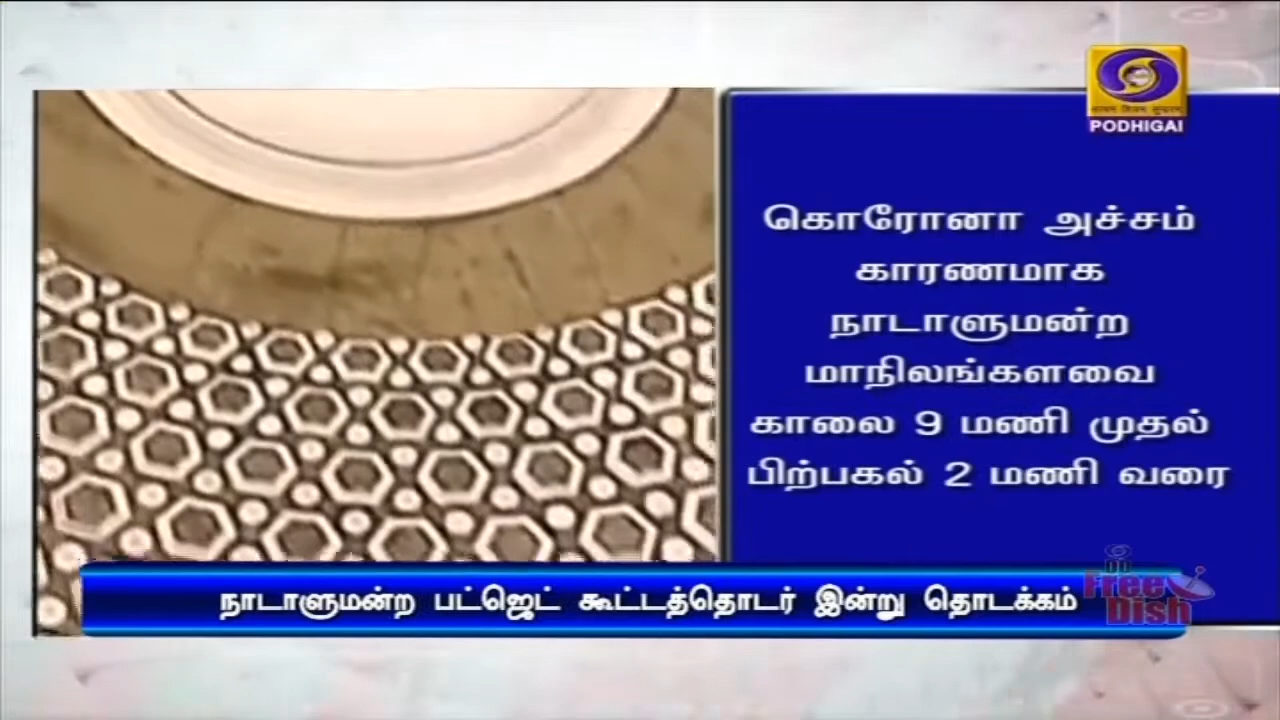 PODHIGAI
கொரோனா அச்சம்
காரணமாக
நாடாளுமன்ற
மாநிலங்களவை
காலை 9 மணி முதல்
பிற்பகல் 2 மணி வரை
நாடாளுமன்ற பட்ஜெட் கூட்டத்தொடர் இன்று தொடக்கம்
DD
Free
Dish